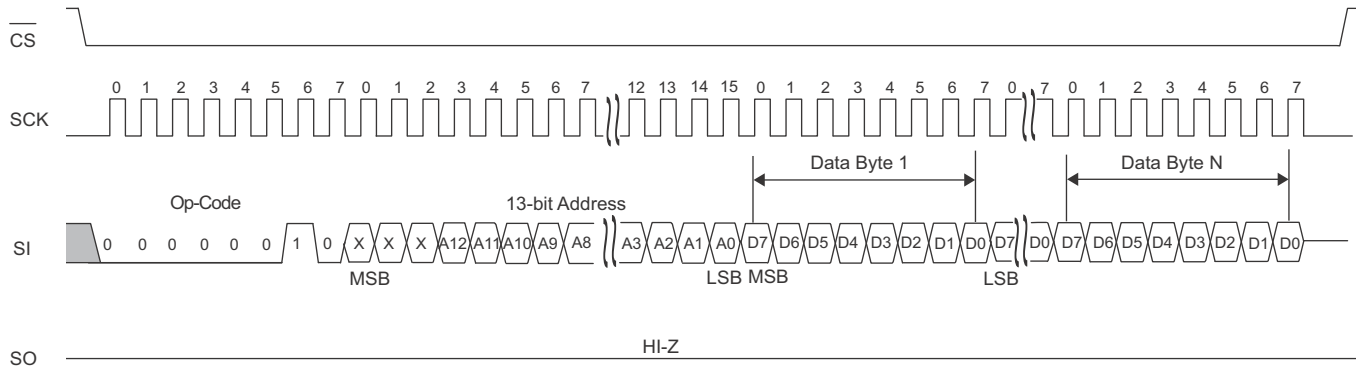 CS
0 1 2 3 4 5 6 7 0 1 2 3 4 5 6 7 12 13 14 15 0 1 2 3 4 5 6 7 0 7 0 1 2 3 4 5 6 7
SCK
Data Byte 1 Data Byte N
Op-Code 13-bit Address
SI 0 0 0 0 0 0 1 0 X X X A12 A11 A10 A9 A8 A3 A2 A1 A0 D7 D6 D5 D4 D3 D2 D1 D0 D7 D0 D7 D6 D5 D4 D3 D2 D1 D0
MSB LSB MSB LSB
HI-Z
SO